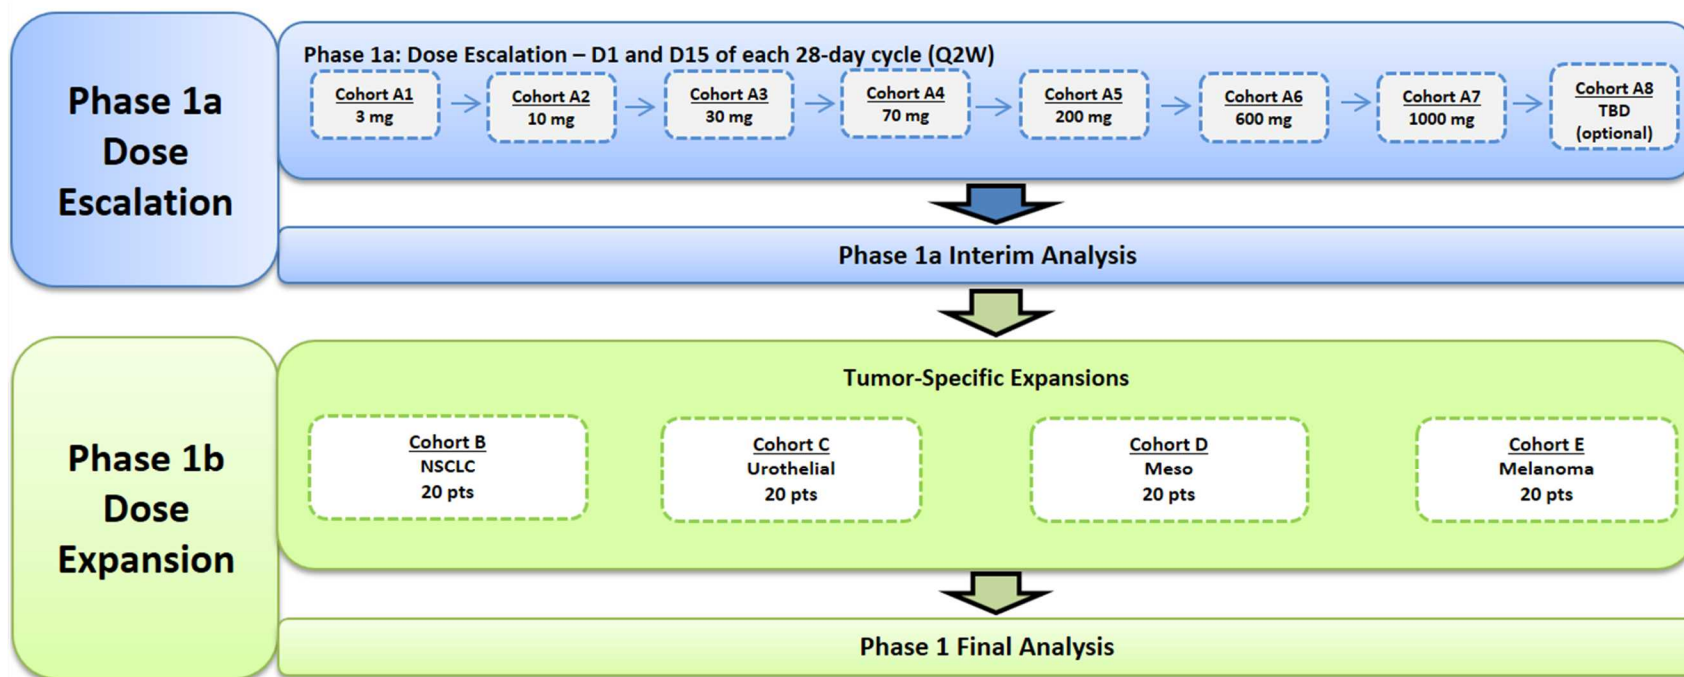 Phase 1a
Dose
Escalation
Phase 1a: Dose Escalation – D1 and D15 of each 28-day cycle (Q2W)
Cohort A1
3 mg
Cohort A2
10 mg
Cohort A3
30 mg
Cohort A4
70 mg
Cohort A5
200 mg
Cohort A6
600 mg
Cohort A7
1000 mg
Cohort A8
TBD
(optional)
Phase 1a Interim Analysis
Phase 1b
Dose
Expansion
Tumor-Specific Expansions
Cohort B
NSCLC
20 pts
Cohort C
Urothelial
20 pts
Cohort D
Meso
20 pts
Cohort E
Melanoma
20 pts
Phase 1 Final Analysis